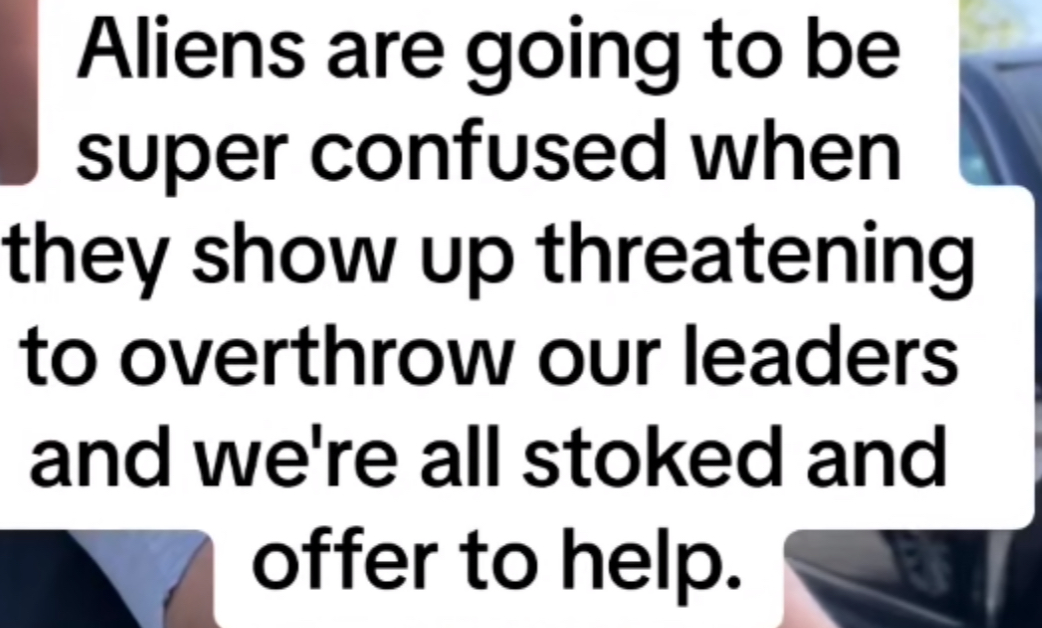 Aliens are going to be
super confused when
they show up threatening
to overthrow our leaders
and we're all stoked and
offer to help.